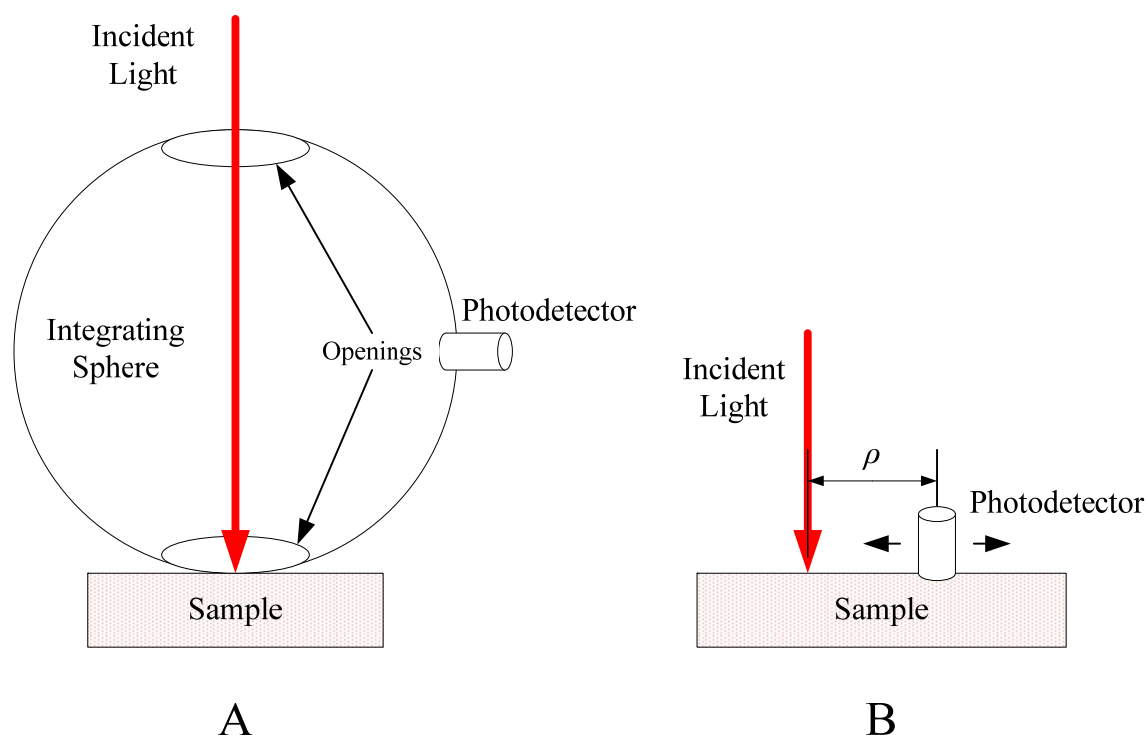 Incident
Light
Integrating
Sphere
Openings
Photodetector
Sample
A
Incident
Light
ρ
Photodetector
Sample
B